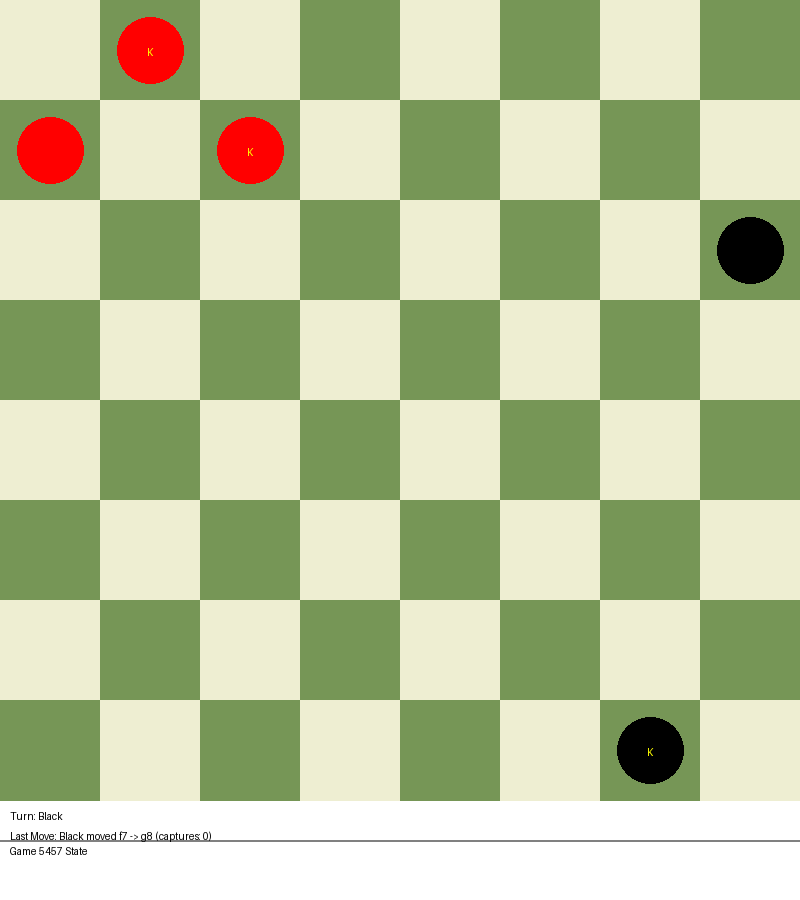 K
K
K
Turn: Black
Last Move: Black moved f7 -> g8 (captures: 0)
Game 5457 State